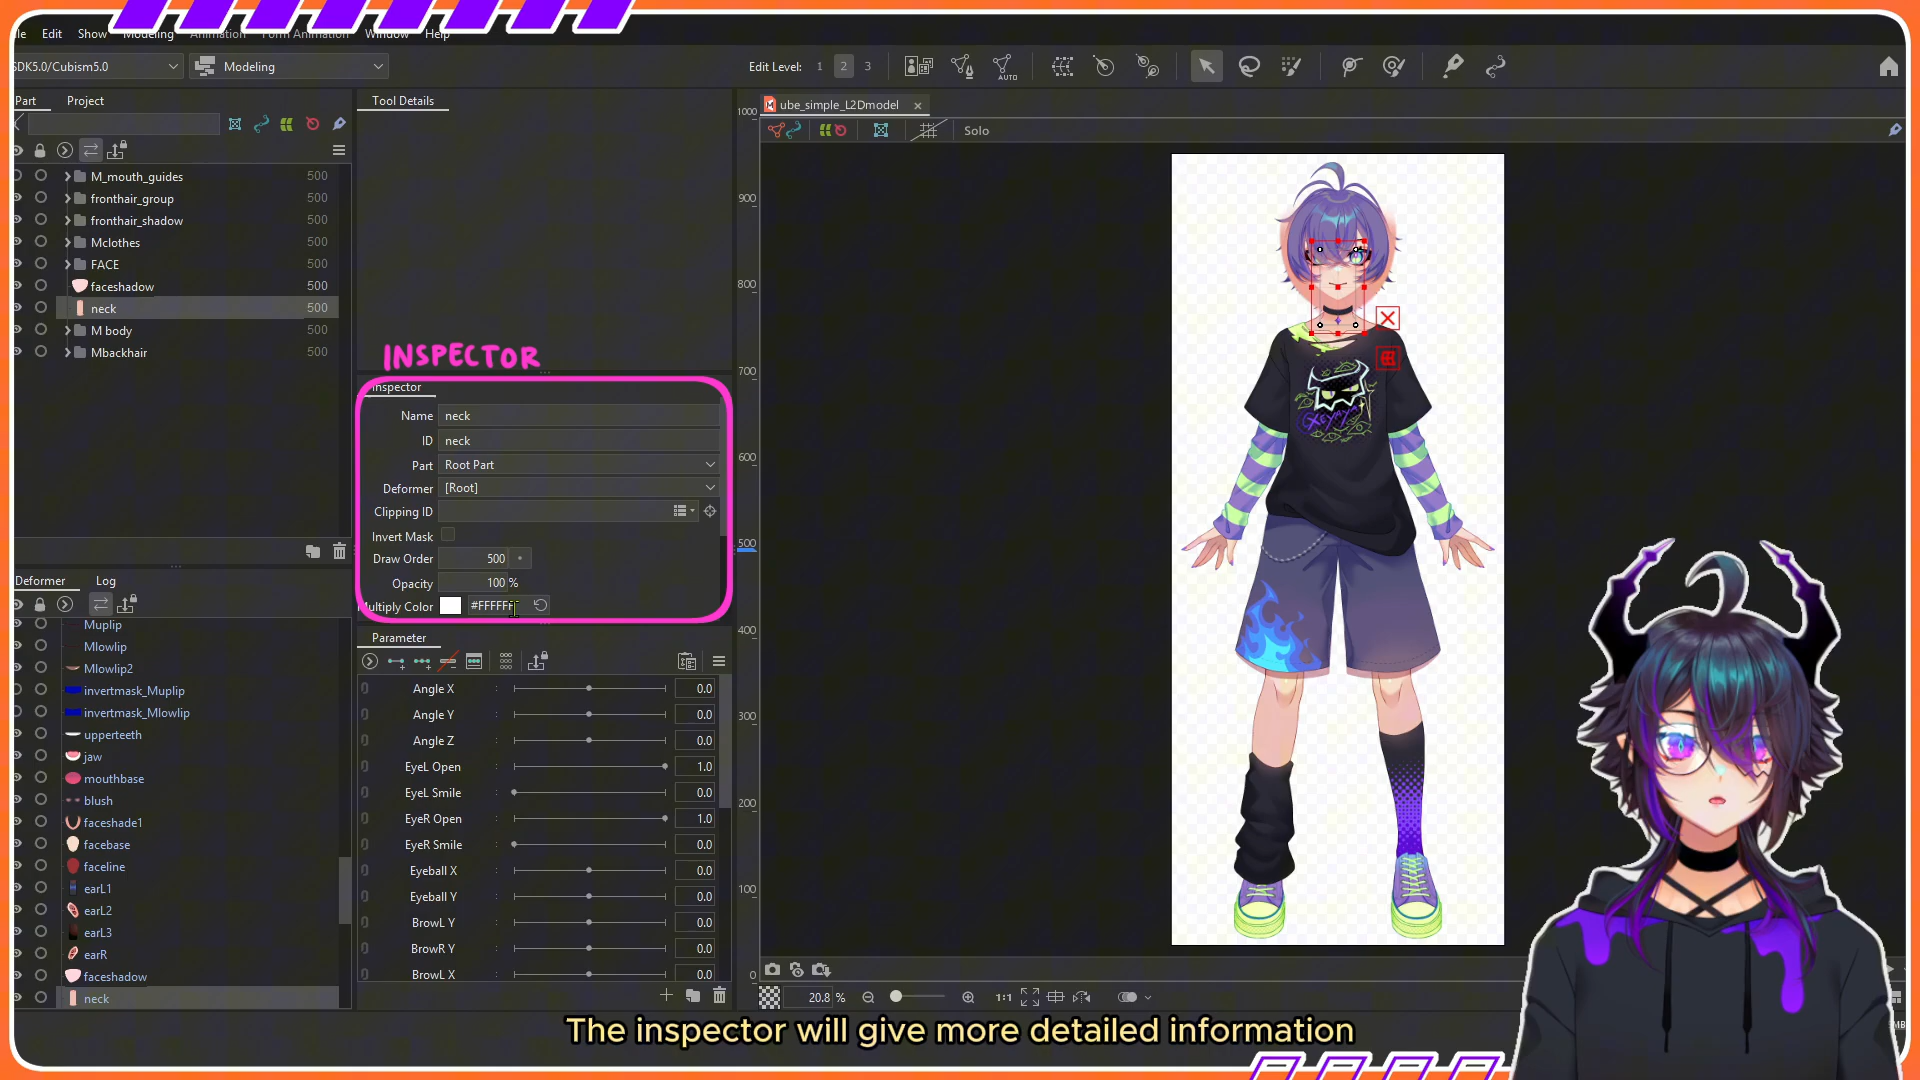 Edit Show Modeling Animation Form Animation Window Help
SDK5.0/Cubism5.0 Modeling Edit Level: 1 2 3 AUTO
Part Project
M_mouth_guides 500
fronthair_group 500
fronthair_shadow 500
Mclothes 500
FACE 500
faceshadow 500
neck 500
M body 500
Mbackhair 500
Deformer Log
Muplip
Mlowlip
Mlowlip2
invertmask_Muplip
invertmask_Mlowlip
upperteeth
jaw
mouthbase
blush
faceshade1
facebase
faceline
earL1
earL2
earL3
earR
faceshadow
neck
Tool Details
INSPECTOR
Inspector
Name neck
ID neck
Part Root Part
Deformer [Root]
Clipping ID
Invert Mask
Draw Order 500
Opacity 100 %
Multiply Color #FFFFFF
Parameter
Angle X 0.0
Angle Y 0.0
Angle Z 0.0
EyeL Open 1.0
EyeL Smile 0.0
EyeR Open 1.0
EyeR Smile 0.0
Eyeball X 0.0
Eyeball Y 0.0
BrowL Y 0.0
BrowR Y 0.0
BrowL X 0.0
ube_simple_L2Dmodel
Solo
1000
900
800
700
600
500
400
300
200
100
0
20.8 % 1:1
The inspector will give more detailed information